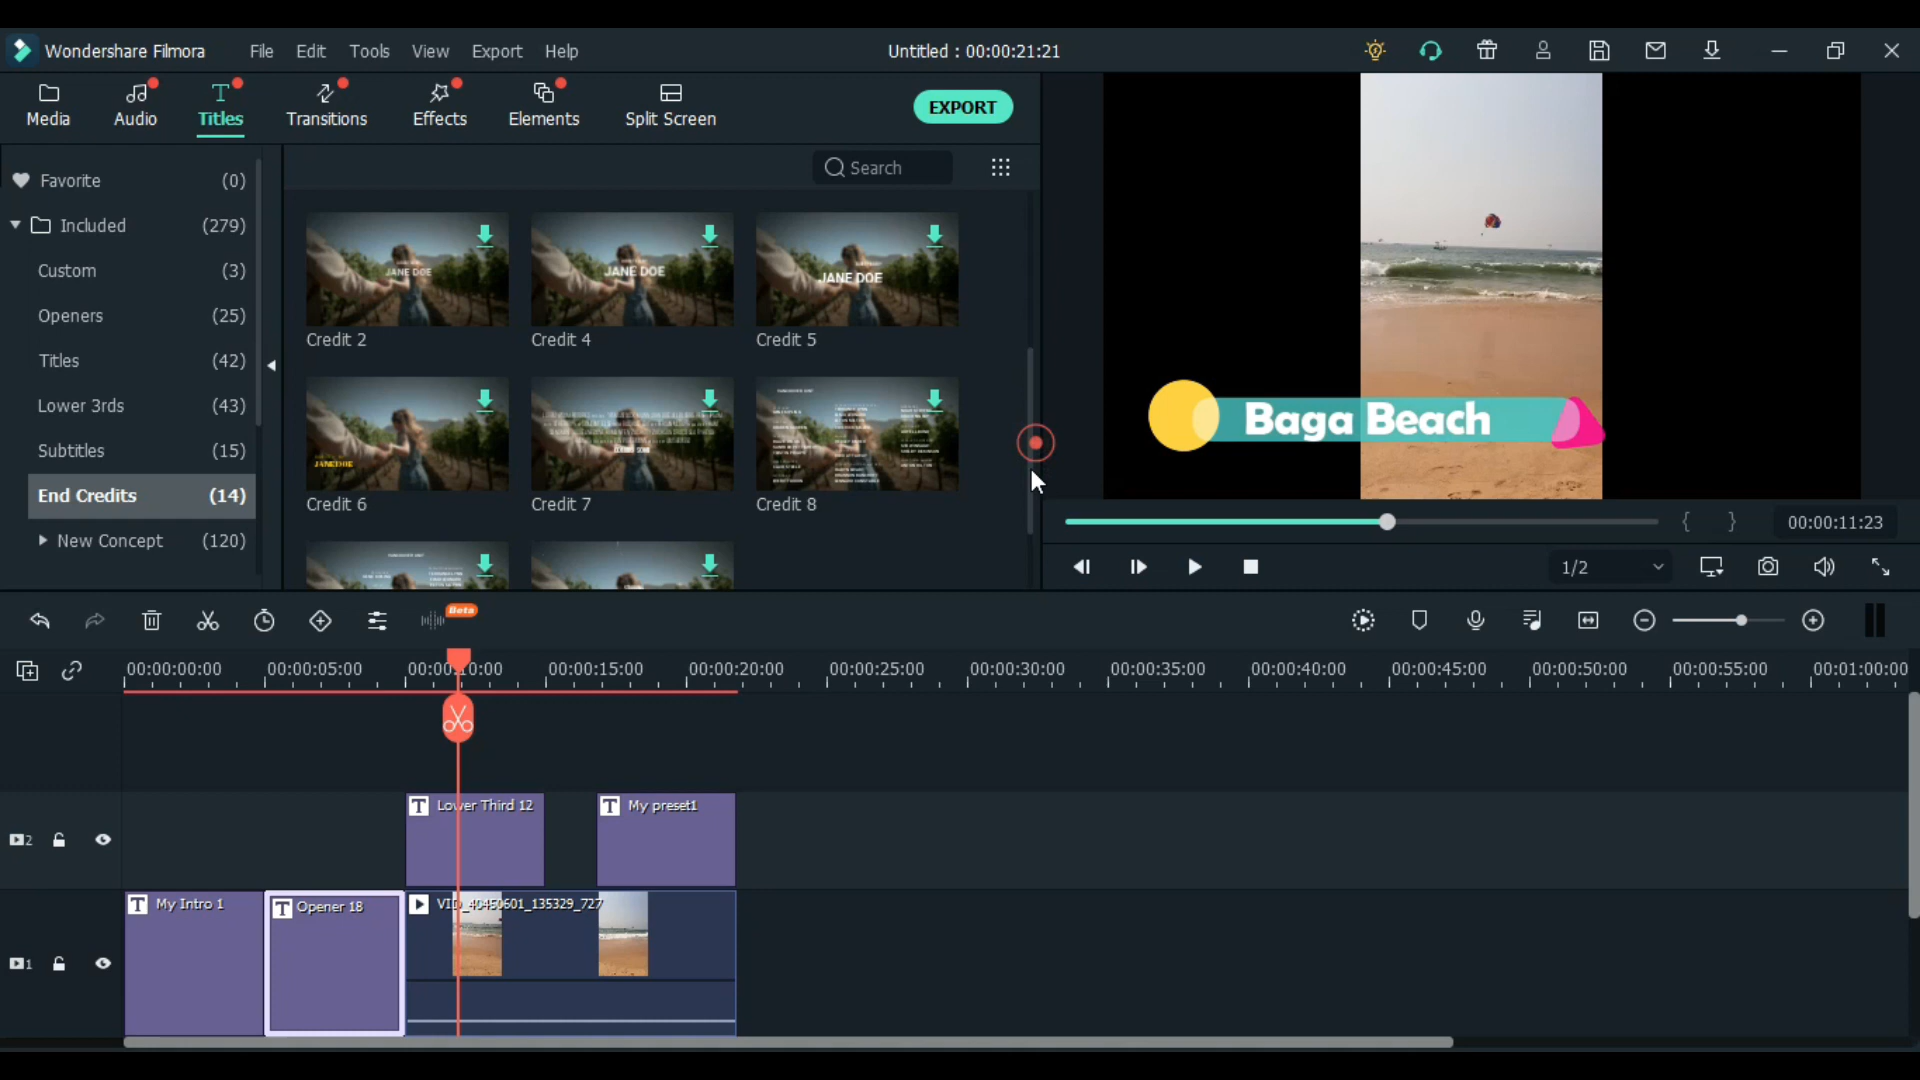 Wondershare Filmora File Edit Tools View Export Help Untitled : 00:00:21:21
Media Audio Titles Transitions Effects Elements Split Screen EXPORT
Search
Favorite (0)
Included (279)
Custom (3)
Openers (25)
Titles (42)
Lower 3rds (43)
Subtitles (15)
End Credits (14)
New Concept (120)
JANE DOE JANE DOE JANE DOE
Credit 2 Credit 4 Credit 5
JANEDOE
Credit 6 Credit 7 Credit 8
Baga Beach
00:00:11:23
1/2
Beta
00:00:00:00 00:00:05:00 00:00:10:00 00:00:15:00 00:00:20:00 00:00:25:00 00:00:30:00 00:00:35:00 00:00:40:00 00:00:45:00 00:00:50:00 00:00:55:00 00:01:00:00
T Lower Third 12 T My preset1
2
T My Intro 1 T Opener 18 VID_40450601_135329_727
1